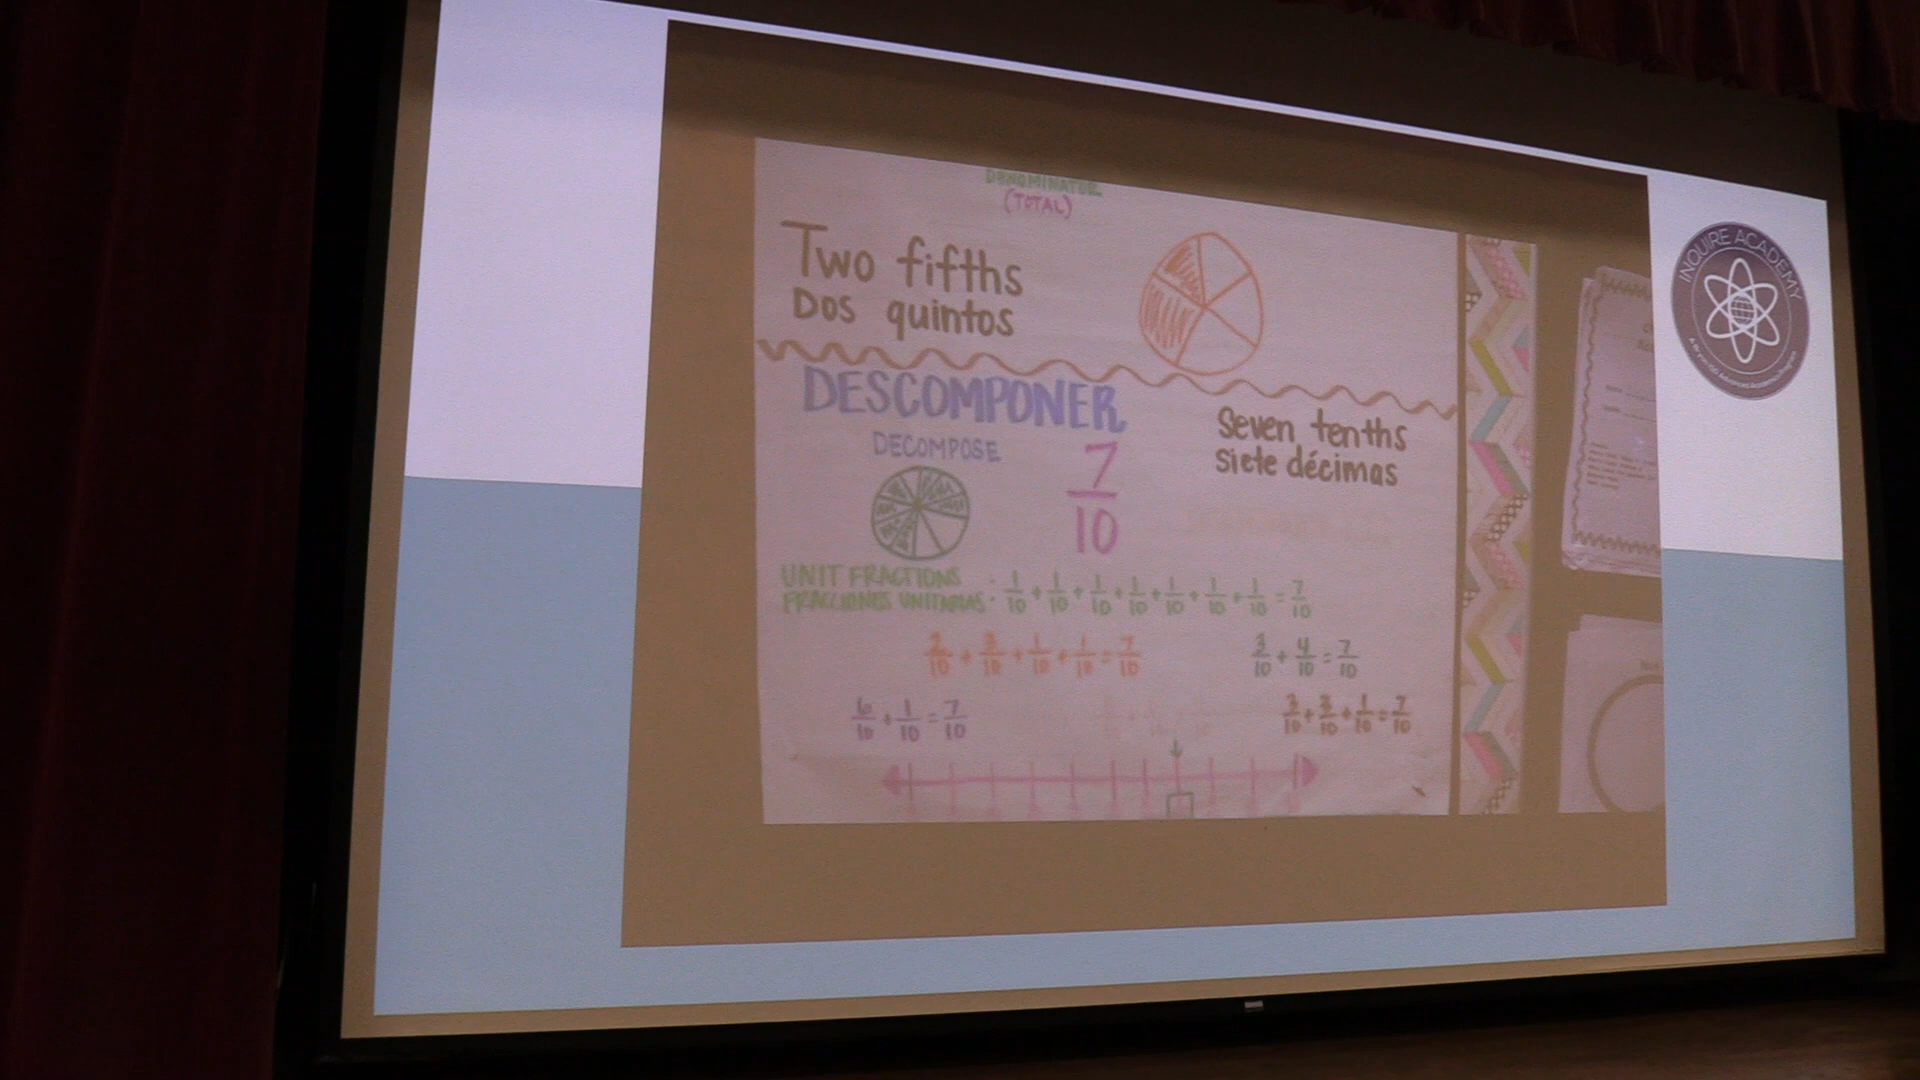 DENOMINATOR
(TOTAL)
Two fifths
Dos quintos
DESCOMPONER
DECOMPOSE
7/10
Seven tenths
siete décimas
UNIT FRACTIONS
FRACCIONES UNITARIAS: 1/10 + 1/10 + 1/10 + 1/10 + 1/10 + 1/10 + 1/10 = 7/10
2/10 + 3/10 + 1/10 + 1/10 = 7/10
3/10 + 4/10 = 7/10
6/10 + 1/10 = 7/10
3/10 + 3/10 + 1/10 = 7/10
INQUIRE ACADEMY